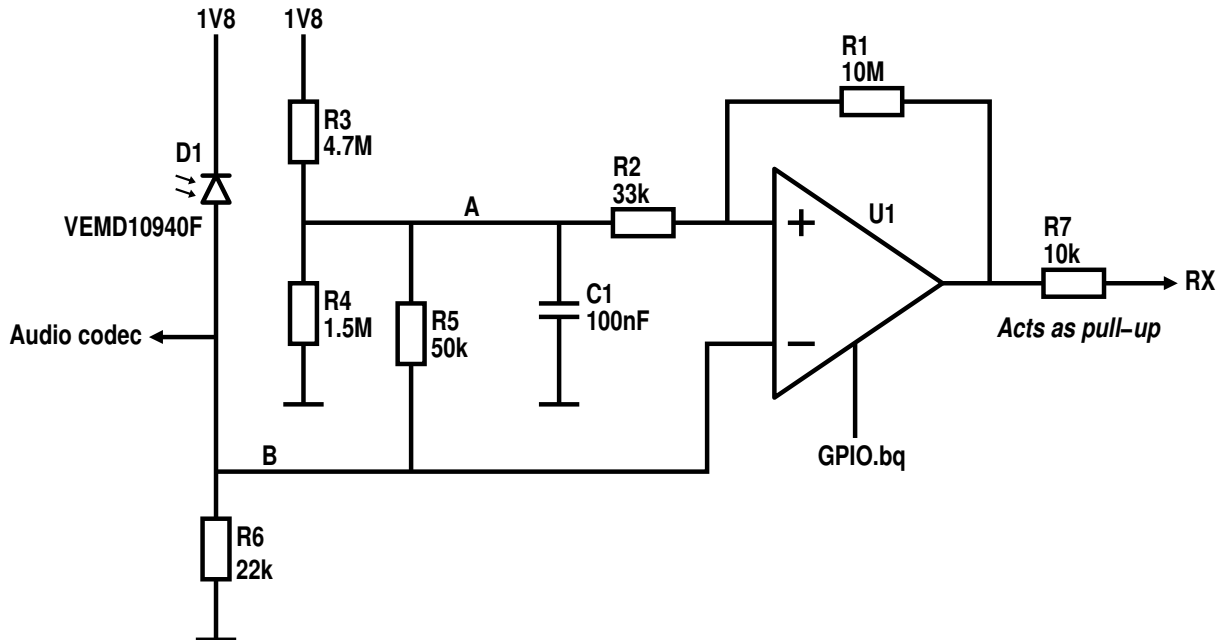 1V8
1V8
R1
10M
R3
4.7M
D1
R2
33k
A
U1
VEMD10940F
R7
10k
RX
C1
100nF
R4
1.5M
R5
50k
Audio codec
Acts as pull-up
B
GPIO.bq
R6
22k